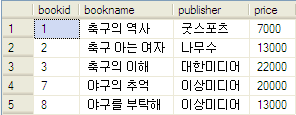 bookid bookname publisher price
1 1 축구의 역사 굿스포츠 7000
2 2 축구 아는 여자 나무수 13000
3 3 축구의 이해 대한미디어 22000
4 7 야구의 추억 이상미디어 20000
5 8 야구를 부탁해 이상미디어 13000